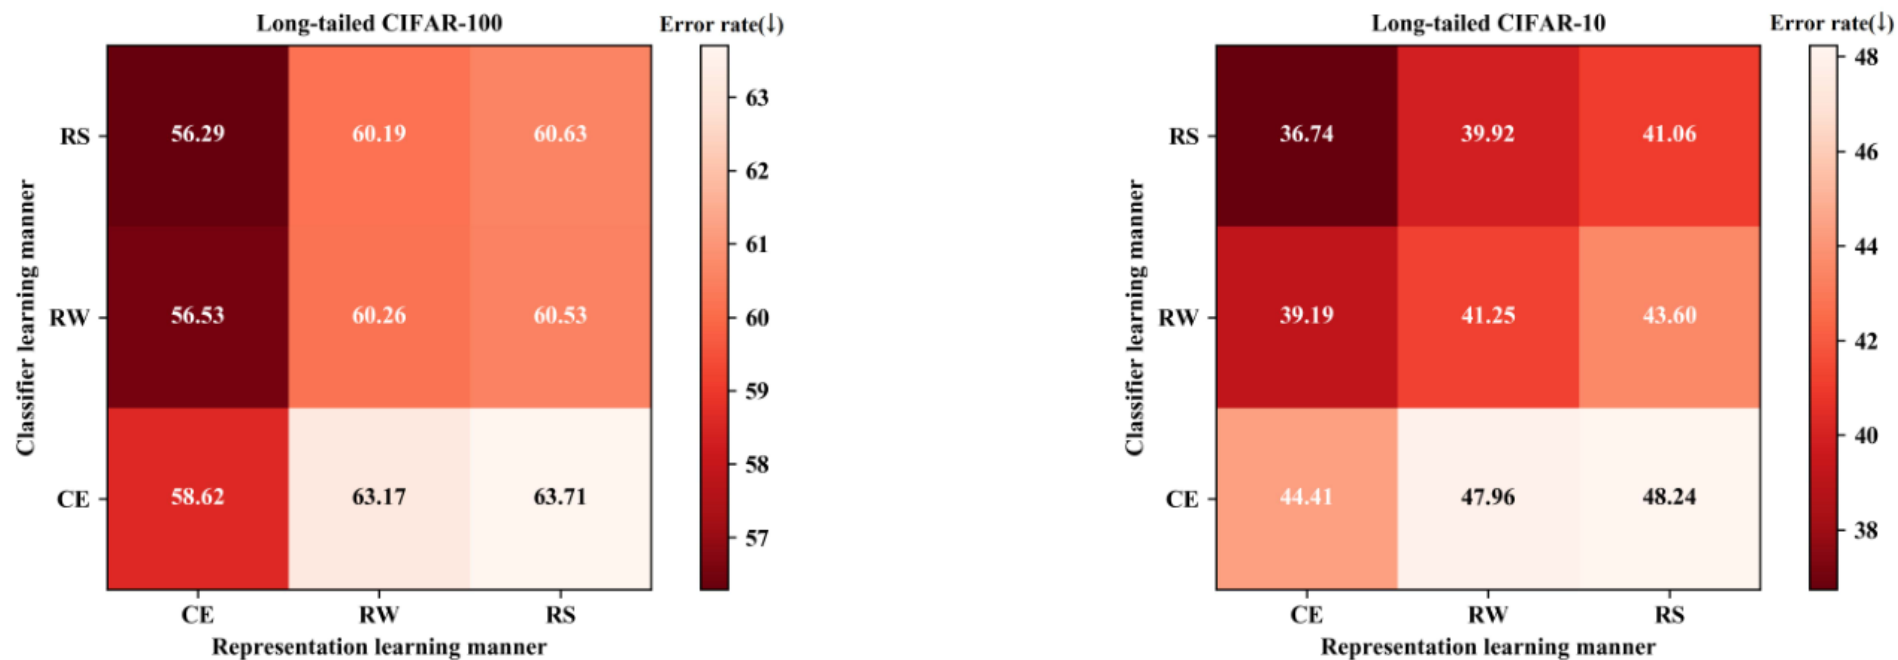 Long-tailed CIFAR-100
Error rate(↓)
Classifier learning manner
RS
RW
CE
56.29 60.19 60.63
56.53 60.26 60.53
58.62 63.17 63.71
CE RW RS
Representation learning manner
63
62
61
60
59
58
57
Long-tailed CIFAR-10
Error rate(↓)
Classifier learning manner
RS
RW
CE
36.74 39.92 41.06
39.19 41.25 43.60
44.41 47.96 48.24
CE RW RS
Representation learning manner
48
46
44
42
40
38